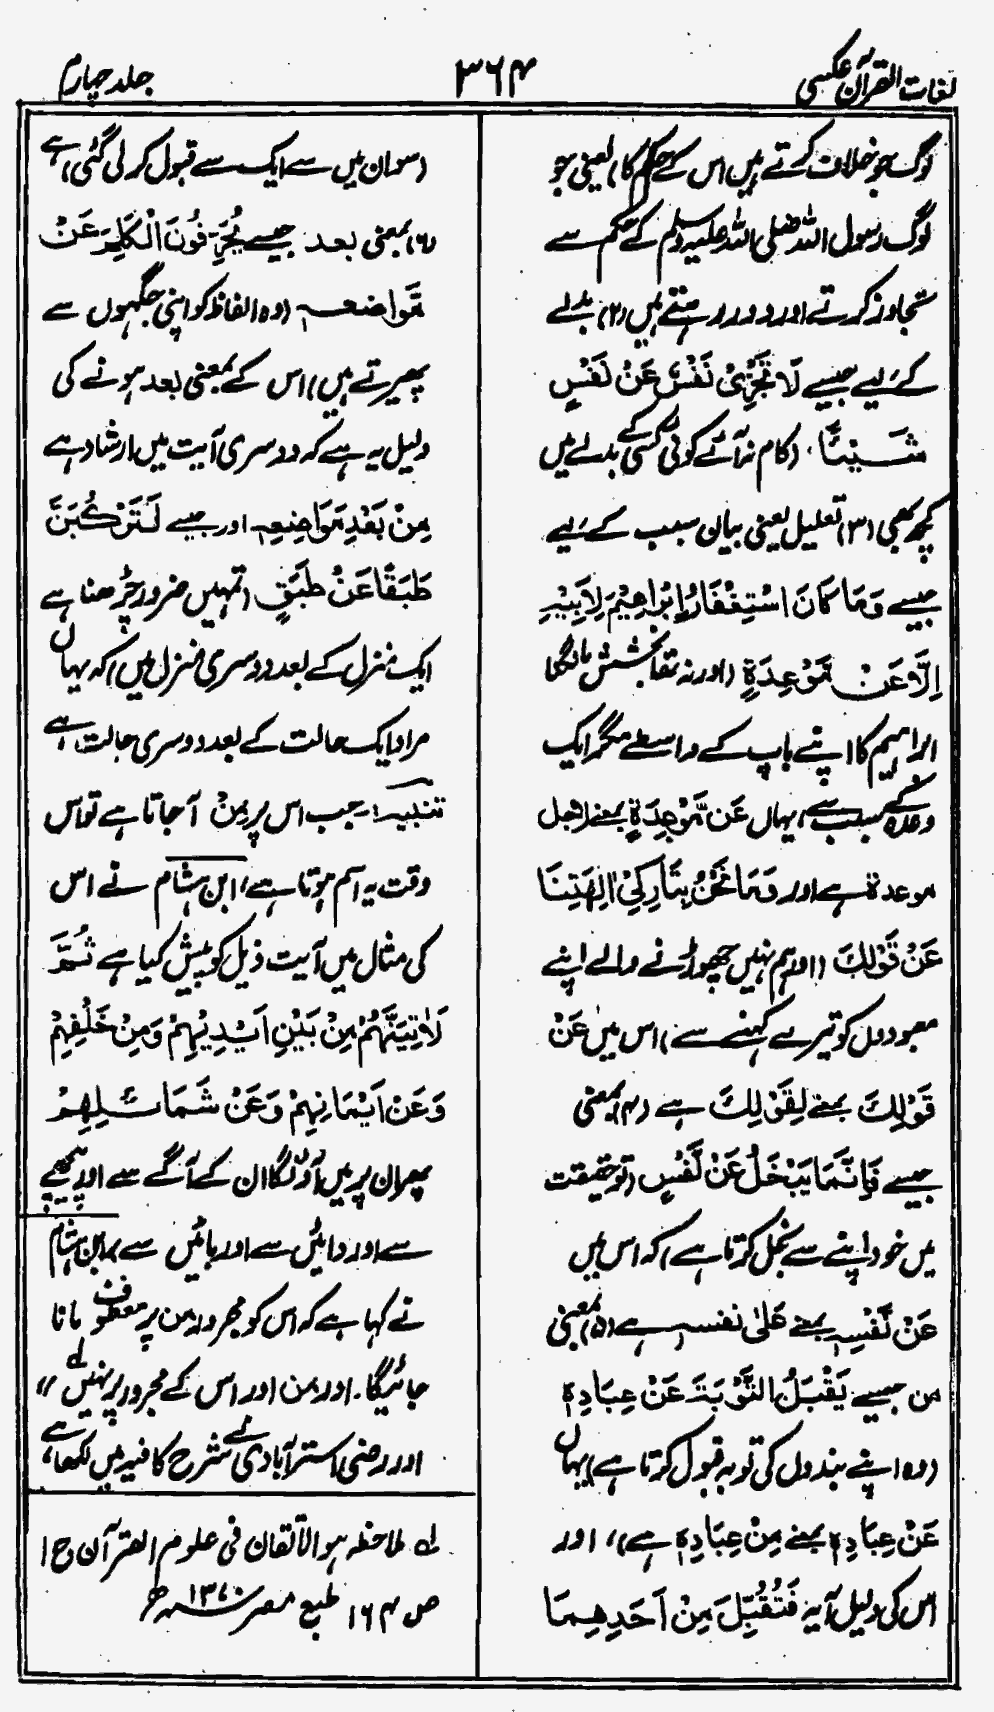 لغات القرآن عکسی
۳۶۴
جلد چہارم
لوگ جو خلاف کرتے ہیں اس کے حکم کا) یعنی جو
لوگ رسول اللہ صلی اللہ علیہ وسلم کے حکم سے
تجاوز کرتے اور دور رہتے ہیں (۲) بدلے
کے لیے جیسے لَا تَجْزِیْ نَفْسٌ عَنْ نَفْسٍ
شَیْئًا، (کام نہ آئے کوئی کسی کے بدلے میں
کچھ بھی (۳) تعلیل یعنی بیان سبب کے لیے
جیسے وَمَا كَانَ اسْتِغْفَارُ اِبْرَاهِیْمَ لِاَبِیْهِ
اِلَّا عَنْ مَّوْعِدَةٍ (اور نہ تھا بخشش مانگنا
ابراہیم کا اپنے باپ کے واسطے مگر ایک
وعدہ کے سبب سے) یہاں عَن مَّوْعِدَةٍ بمعنے لاجل
موعدة ہے اور وَمَا نَحْنُ بِتَارِكِیْ اٰلِهَتِنَا
عَنْ قَوْلِكَ (اور ہم نہیں چھوڑنے والے اپنے
معبودوں کو تیرے کہنے سے) اس میں عَنْ
قَوْلِكَ بمعنے لِقَوْلِكَ ہے (۴) بمعنی
جیسے فَاِنَّمَا یَبْخَلُ عَنْ نَّفْسٍ (تو حقیقت
میں خود اپنے سے بخل کرتا ہے) کہ اس میں
عَنْ نَّفْسِهٖ بمعنے عَلٰی نفسهٖ ہے (۵) بمعنی
من جیسے یَقْبَلُ التَّوْبَةَ عَنْ عِبَادِهٖ
(وہ اپنے بندوں کی توبہ قبول کرتا ہے) یہاں
عَنْ عِبَادِهٖ بمعنے مِنْ عِبَادِهٖ ہے)، اور
اس کی دلیل آیہ فَتُقُبِّلَ مِنْ اَحَدِهِمَا
(سو ان میں سے ایک سے قبول کر لی گئی) ہے
(۶) بمعنی بعد جیسے یُحَرِّفُوْنَ الْكَلِمَ عَنْ
مَّوَاضعهٖ (وہ الفاظ کو اپنی جگہوں سے
پھیرتے ہیں) اس کے بمعنی بعد ہونے کی
دلیل یہ ہے کہ دوسری آیت میں ارشاد ہے
مِنْ بَعْدِ مَوَاضِعِهٖ اور جیسے لَتَرْكَبُنَّ
طَبَقًا عَنْ طَبَقٍ (تمہیں ضرور چڑھنا ہے
ایک منزل کے بعد دوسری منزل میں) کہ یہاں
مراد ایک حالت کے بعد دوسری حالت ہے
تنبیہ :۔ جب اس پر مِنْ آجاتا ہے تو اس
وقت یہ اسم ہوتا ہے، ابن ہشام نے اس
کی مثال میں آیت ذیل کو پیش کیا ہے ثُمَّ
لَاٰتِیَنَّهُمْ مِنْ بَیْنِ اَیْدِیْهِمْ وَمِنْ خَلْفِهِمْ
وَعَنْ اَیْمَانِهِمْ وَعَنْ شَمَائِلِهِمْ
پھر ان پر میں آؤں گا ان کے آگے سے اور پیچھے
سے اور دائیں سے اور بائیں سے) ابن ہشام
نے کہا ہے کہ اس کو مجرور من پر معطوف مانا
جائیگا۔ اور من اور اس کے مجرور پر نہیں لے ،،
اور رضی استرآبادی نے شرح کافیہ میں لکھا ہے،
لے ملاحظہ ہو الاتقان فی علوم القرآن ج ۱
ص ۱۶۴ طبع مصر ۱۳۷۰ھ